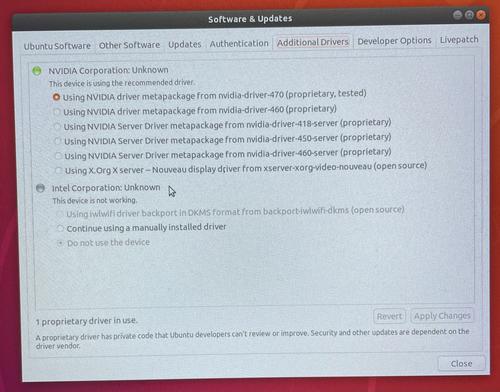 Software & Updates
Ubuntu Software Other Software Updates Authentication Additional Drivers Developer Options Livepatch
NVIDIA Corporation: Unknown
This device is using the recommended driver.
Using NVIDIA driver metapackage from nvidia-driver-470 (proprietary, tested)
Using NVIDIA driver metapackage from nvidia-driver-460 (proprietary)
Using NVIDIA Server Driver metapackage from nvidia-driver-418-server (proprietary)
Using NVIDIA Server Driver metapackage from nvidia-driver-450-server (proprietary)
Using NVIDIA Server Driver metapackage from nvidia-driver-460-server (proprietary)
Using X.Org X server – Nouveau display driver from xserver-xorg-video-nouveau (open source)
Intel Corporation: Unknown
This device is not working.
Using iwlwifi driver backport in DKMS format from backport-iwlwifi-dkms (open source)
Continue using a manually installed driver
Do not use the device
1 proprietary driver in use.
Revert Apply Changes
A proprietary driver has private code that Ubuntu developers can't review or improve. Security and other updates are dependent on the
driver vendor.
Close